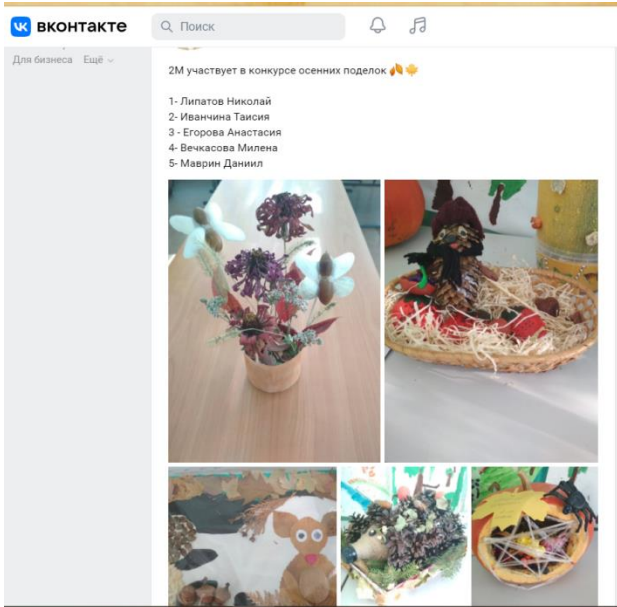 вконтакте
Поиск
Для бизнеса Ещё
2М участвует в конкурсе осенних поделок
1- Липатов Николай
2- Иванчина Таисия
3 - Егорова Анастасия
4- Вечкасова Милена
5- Маврин Даниил